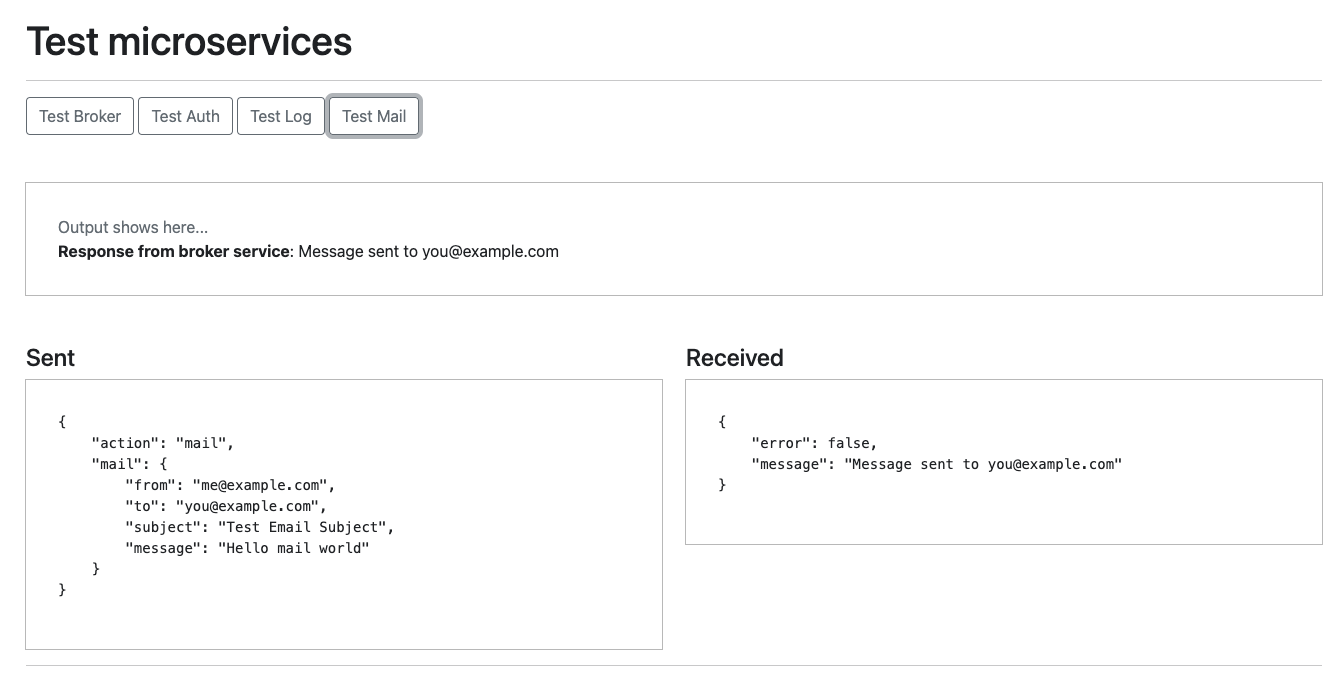 Test microservices
Test Broker Test Auth Test Log Test Mail
Output shows here...
Response from broker service: Message sent to you@example.com
Sent
{
    "action": "mail",
    "mail": {
        "from": "me@example.com",
        "to": "you@example.com",
        "subject": "Test Email Subject",
        "message": "Hello mail world"
    }
}
Received
{
    "error": false,
    "message": "Message sent to you@example.com"
}